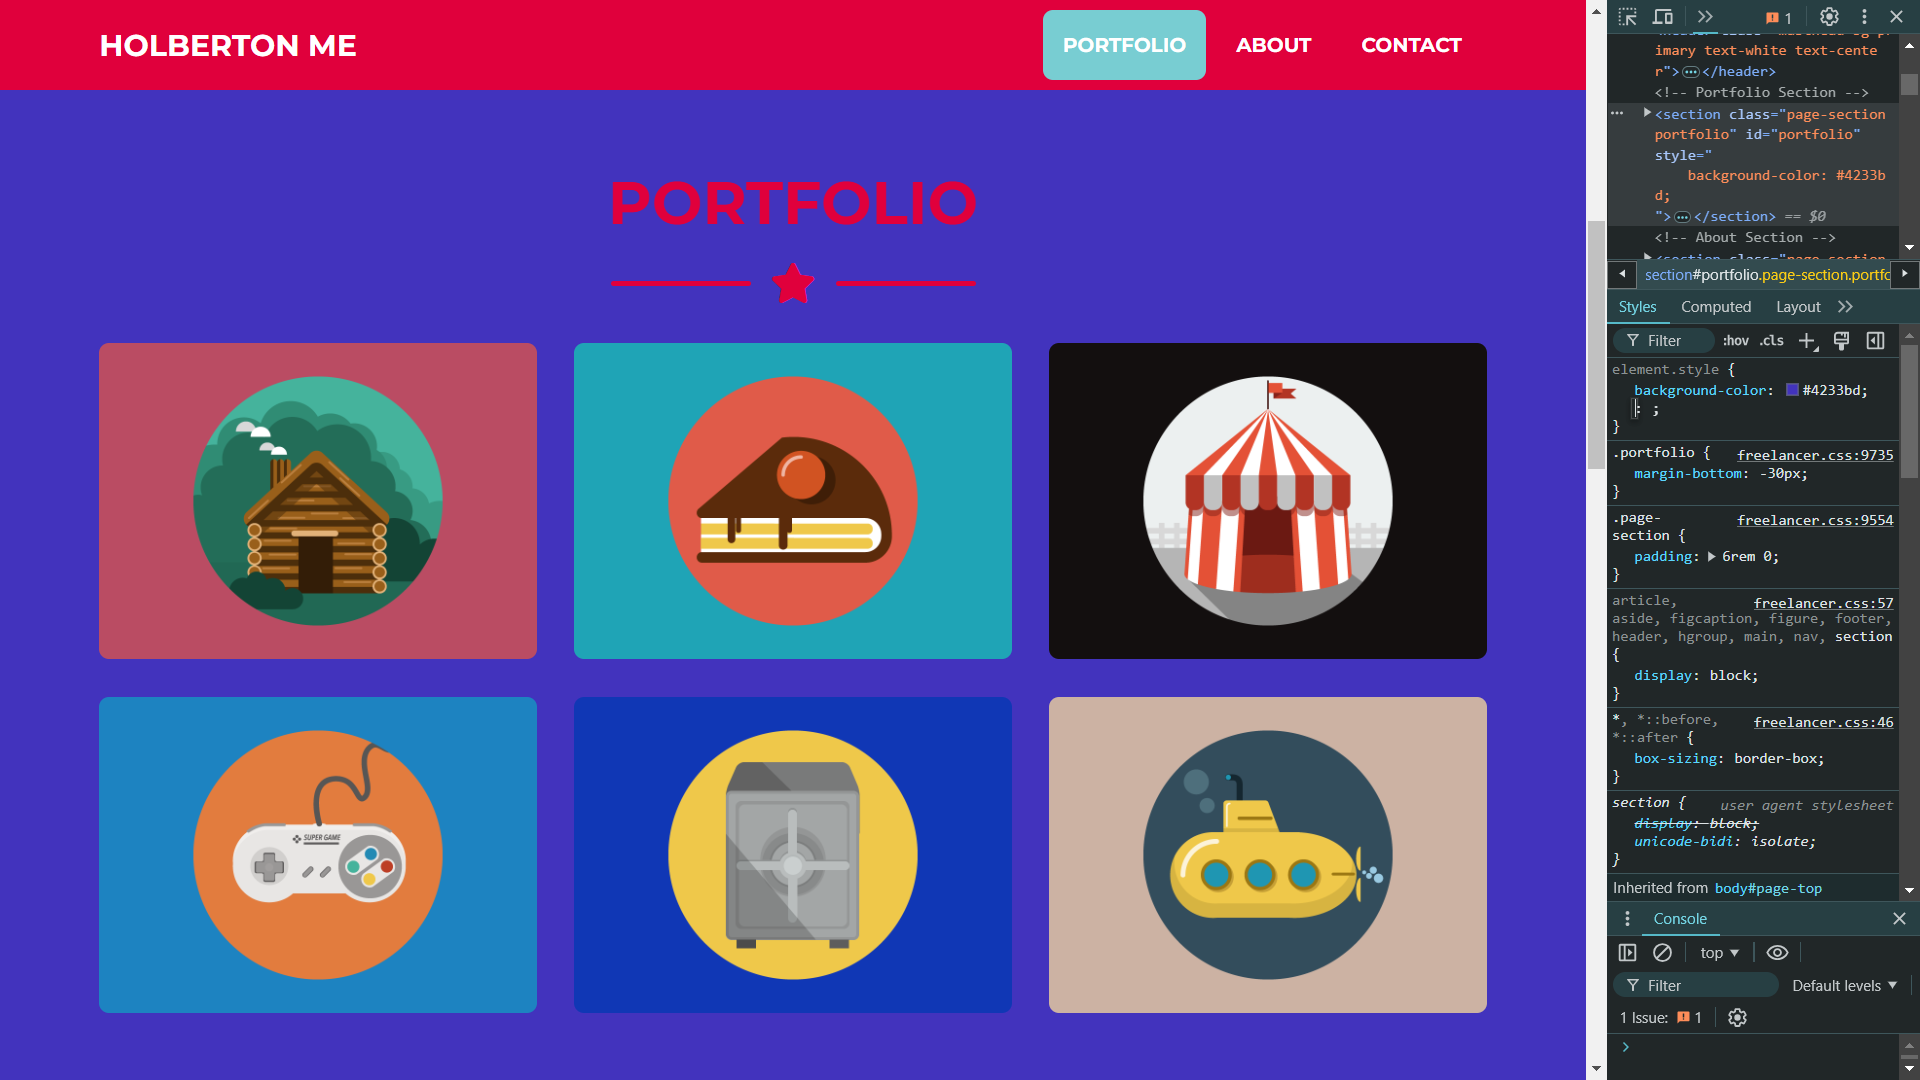 HOLBERTON ME
PORTFOLIO
ABOUT
CONTACT
PORTFOLIO
SUPER GAME
1
imary text-white text-cente
r">…</header>
<!-- Portfolio Section -->
<section class="page-section
portfolio" id="portfolio"
style="
background-color: #4233b
d;
">…</section> == $0
<!-- About Section -->
section#portfolio.page-section.portfo
Styles
Computed
Layout
Filter
:hov
.cls
element.style {
background-color: #4233bd;
: ;
}
.portfolio {
freelancer.css:9735
margin-bottom: -30px;
}
.page-
section {
freelancer.css:9554
padding: 6rem 0;
}
article,
freelancer.css:57
aside, figcaption, figure, footer,
header, hgroup, main, nav, section
{
display: block;
}
*, *::before,
freelancer.css:46
*::after {
box-sizing: border-box;
}
section {
user agent stylesheet
display: block;
unicode-bidi: isolate;
}
Inherited from body#page-top
Console
top
Filter
Default levels
1 Issue: 1